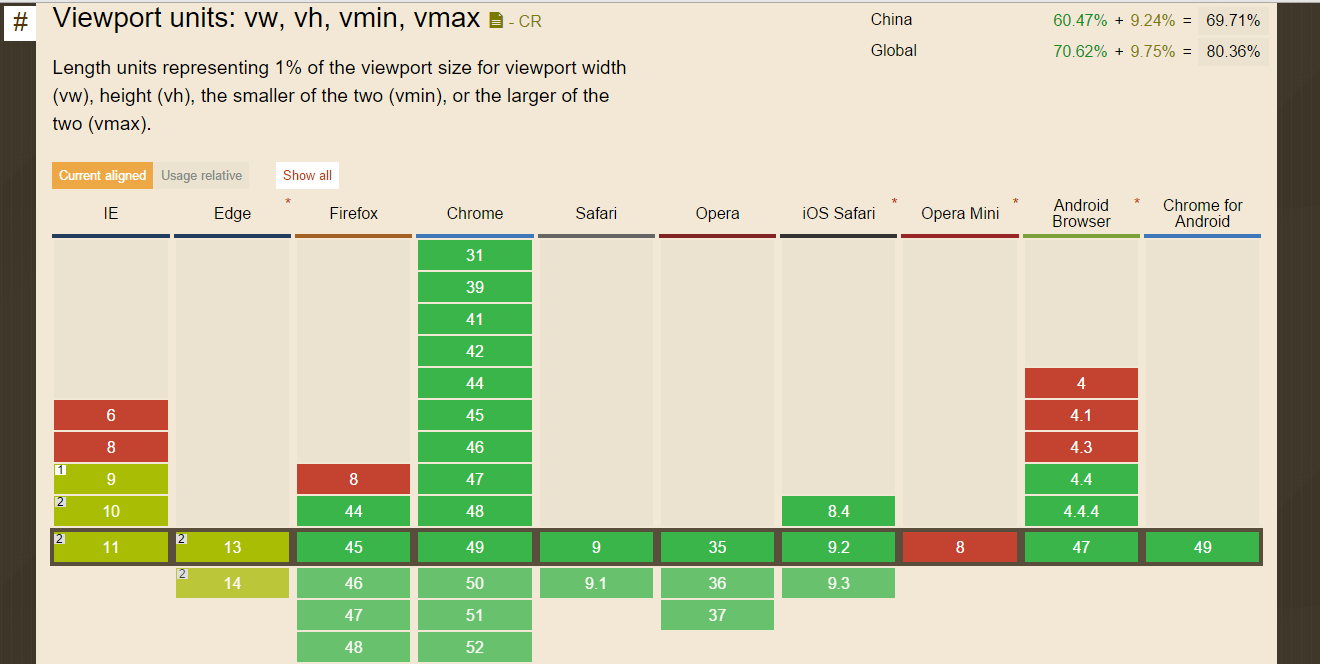 #
Viewport units: vw, vh, vmin, vmax - CR
China 60.47% + 9.24% = 69.71%
Global 70.62% + 9.75% = 80.36%
Length units representing 1% of the viewport size for viewport width
(vw), height (vh), the smaller of the two (vmin), or the larger of the
two (vmax).
Current aligned Usage relative Show all
IE Edge * Firefox Chrome Safari Opera iOS Safari * Opera Mini * Android Browser * Chrome for Android
31
39
41
42
44 4
6 45 4.1
8 46 4.3
1 9 8 47 4.4
2 10 44 48 8.4 4.4.4
2 11 2 13 45 49 9 35 9.2 8 47 49
2 14 46 50 9.1 36 9.3
47 51 37
48 52